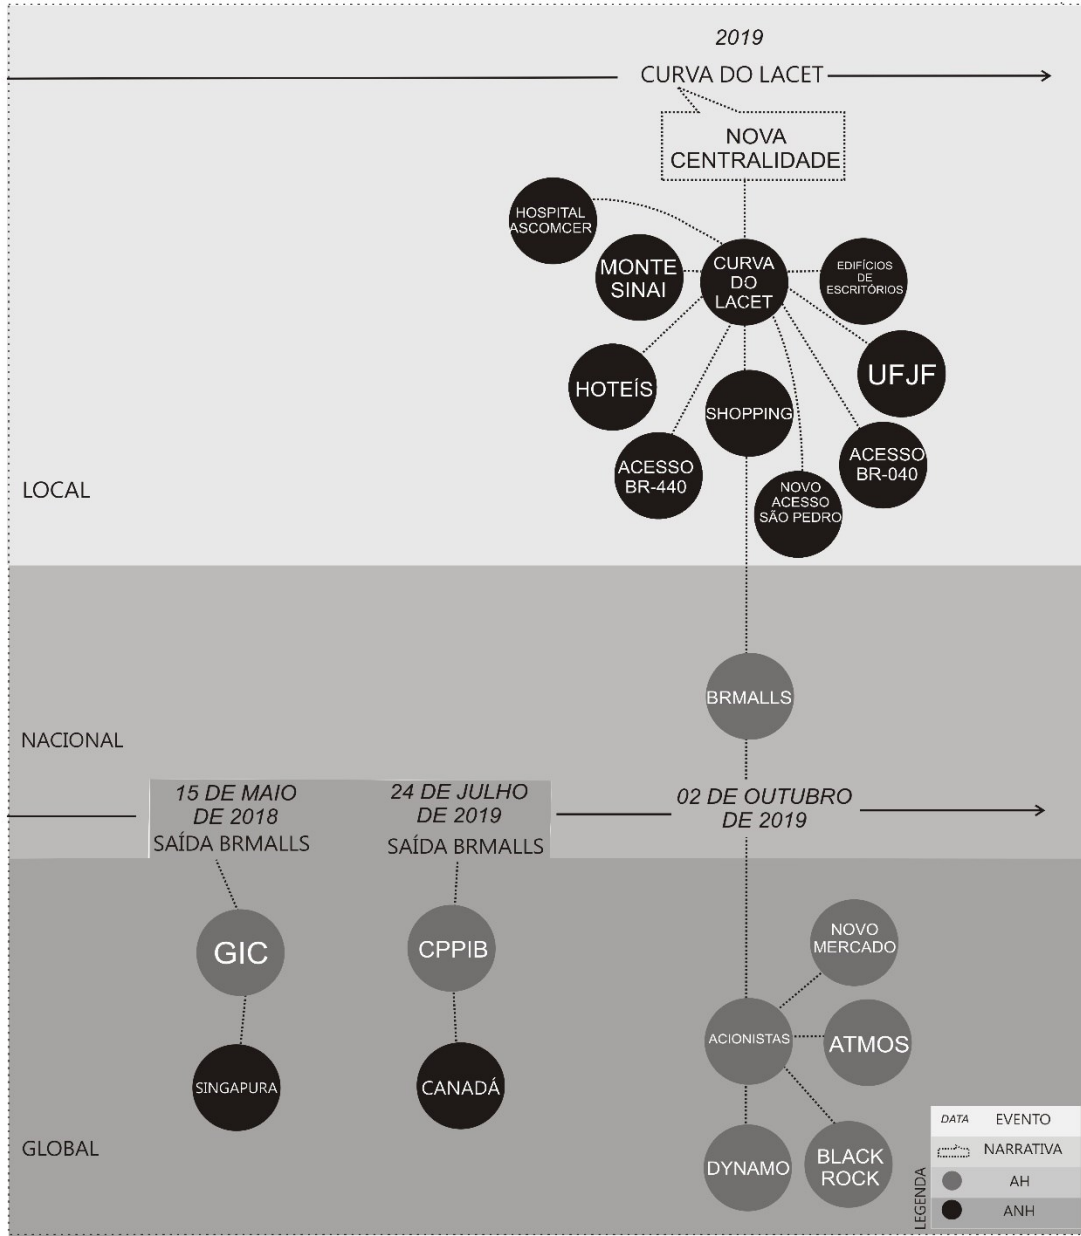 2019
CURVA DO LACET
NOVA
CENTRALIDADE
HOSPITAL
ASCOMCER
MONTE
SINAI
CURVA
DO
LACET
EDIFÍCIOS
DE
ESCRITÓRIOS
HOTEÍS
SHOPPING
UFJF
ACESSO
BR-440
NOVO
ACESSO
SÃO PEDRO
ACESSO
BR-040
LOCAL
BRMALLS
NACIONAL
15 DE MAIO
DE 2018
SAÍDA BRMALLS
24 DE JULHO
DE 2019
SAÍDA BRMALLS
02 DE OUTUBRO
DE 2019
GIC
CPPIB
NOVO
MERCADO
ACIONISTAS
ATMOS
SINGAPURA
CANADÁ
DYNAMO
BLACK
ROCK
GLOBAL
LEGENDA
DATA EVENTO
NARRATIVA
AH
ANH